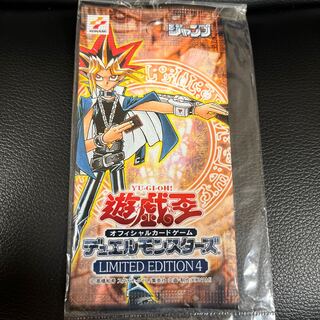 KONAMI
ジャンプ
YU-GI-OH!
遊戯王
オフィシャルカードゲーム
デュエルモンスターズ
LIMITED EDITION 4